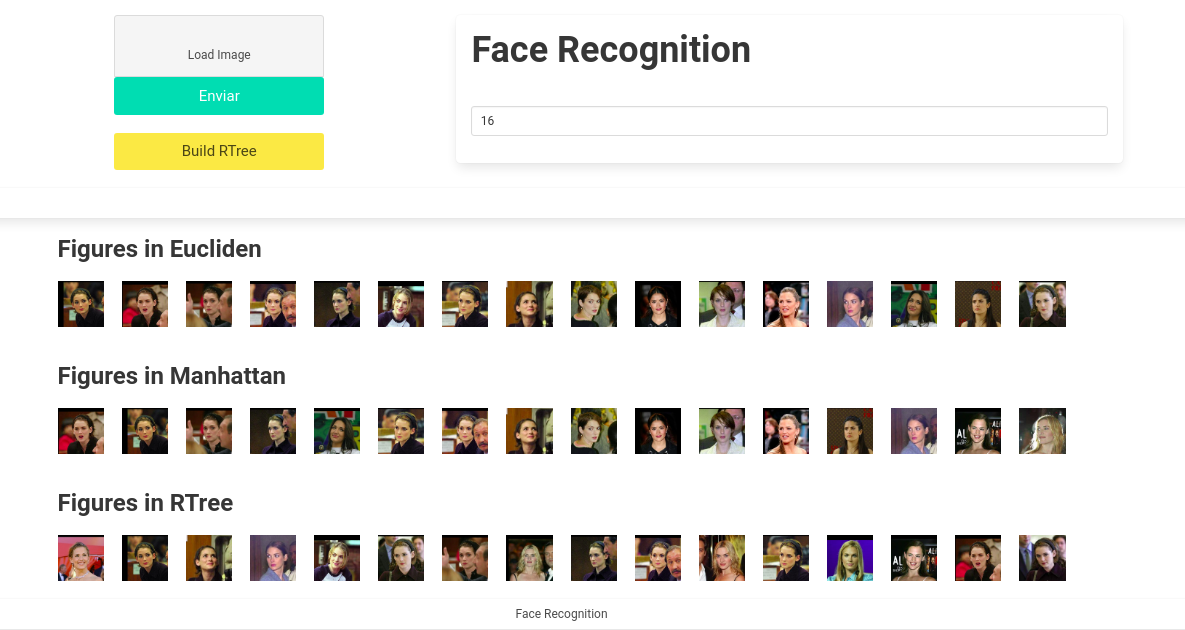 Load Image
Enviar
Build RTree
Face Recognition
16
Figures in Eucliden
Figures in Manhattan
Figures in RTree
Face Recognition